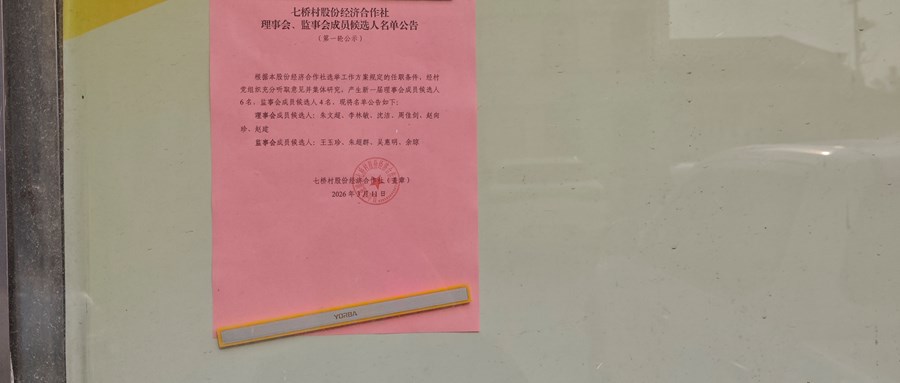 七桥村股份经济合作社
理事会、监事会成员候选人名单公告
（第一轮公示）
根据本股份经济合作社选举工作方案规定的任职条件，经村
党组织充分听取意见并集体研究，产生新一届理事会成员候选人
6名，监事会成员候选人4名，现将名单公告如下：
理事会成员候选人：朱文超、李林敏、沈洁、周佳剑、赵向
玲、赵建
监事会成员候选人：王玉珍、朱超群、吴惠明、余琼
七桥村股份经济合作社（盖章）
2026年3月11日